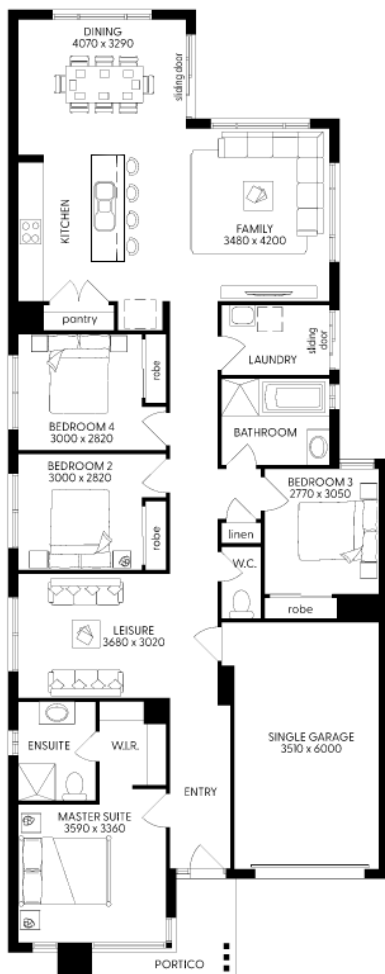 DINING
4070 x 3290
sliding door
KITCHEN
FAMILY
3480 x 4200
pantry
LAUNDRY
sliding door
robe
BEDROOM 4
3000 x 2820
BATHROOM
BEDROOM 2
3000 x 2820
BEDROOM 3
2770 x 3050
robe
linen
W.C.
robe
LEISURE
3680 x 3020
ENSUITE
W.I.R.
SINGLE GARAGE
3510 x 6000
MASTER SUITE
3590 x 3360
ENTRY
PORTICO